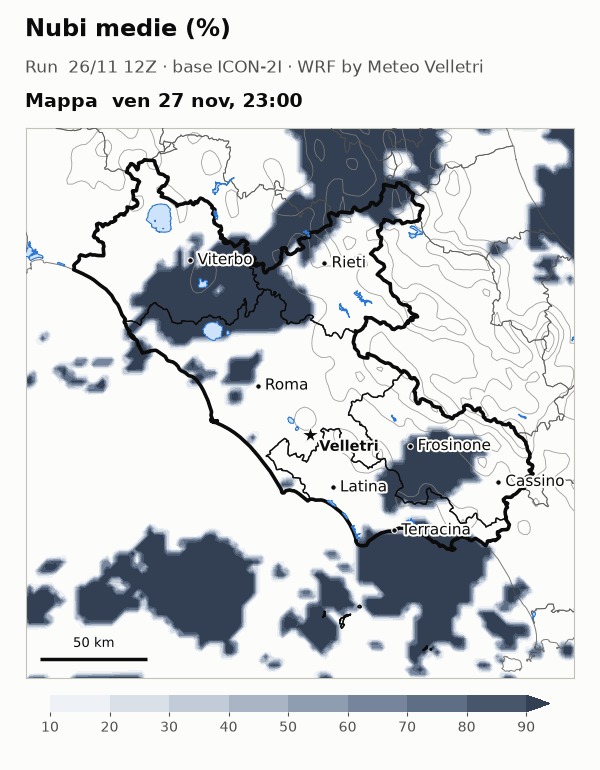 Nubi medie (%)
Run  26/11 12Z · base ICON-2I · WRF by Meteo Velletri
Mappa  ven 27 nov, 23:00
Viterbo
Rieti
Roma
Velletri
Frosinone
Cassino
Latina
Terracina
50 km
10 20 30 40 50 60 70 80 90